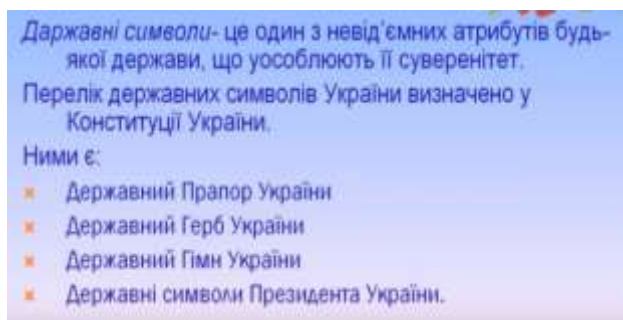 Даржавні символи- це один з невід’ємних атрибутів будь-
якої держави, що уособлюють її суверенітет.
Перелік державних символів України визначено у
Конституції України.
Ними є:
Державний Прапор України
Державний Герб України
Державний Гімн України
Державні символи Президента України.